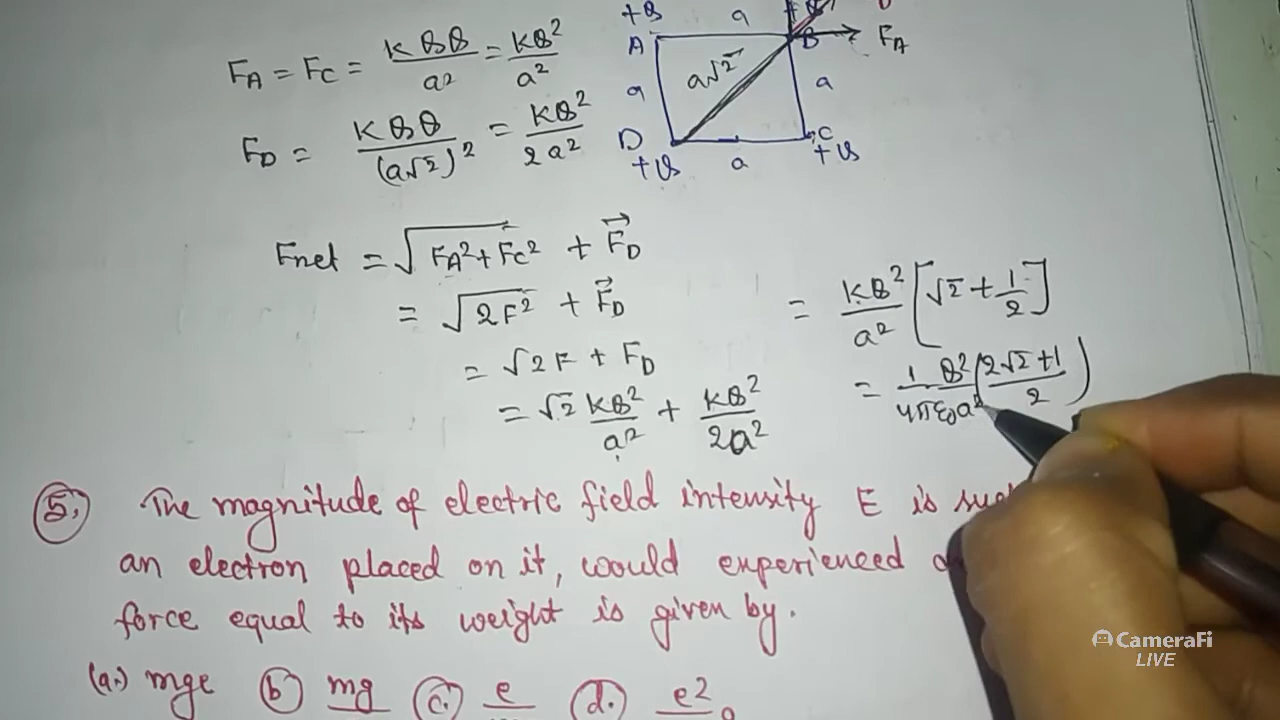 +Q a +Q
A B F_A
F_A = F_C = KQQ/a² = KQ²/a²
a a√2 a
F_D = KQQ/(a√2)² = KQ²/2a²
D C
+Q a +Q
Fnet = √(F_A²+F_C²) + F⃗_D
= √(2F²) + F⃗_D
= KQ²/a² [√2 + 1/2]
= √2F + F_D
= 1/4πε₀ Q²/a² (2√2+1/2)
= √2 KQ²/a² + KQ²/2a²
5. The magnitude of electric field intensity E is
an electron placed on it, would experienced
force equal to its weight is given by.
(a.) mge (b) mg (c.) e (d.) e²
CameraFi
LIVE